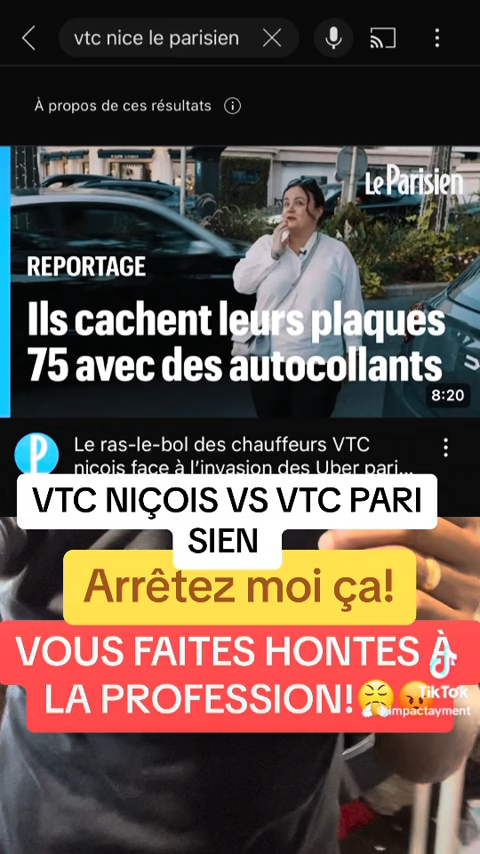 vtc nice le parisien
À propos de ces résultats
Le Parisien
REPORTAGE
Ils cachent leurs plaques
75 avec des autocollants
8:20
Le ras-le-bol des chauffeurs VTC
niçois face à l'invasion des Uber pari...
VTC NIÇOIS VS VTC PARI
SIEN
Arrêtez moi ça!
VOUS FAITES HONTES À
LA PROFESSION!😤😡
TikTok
@impactayment